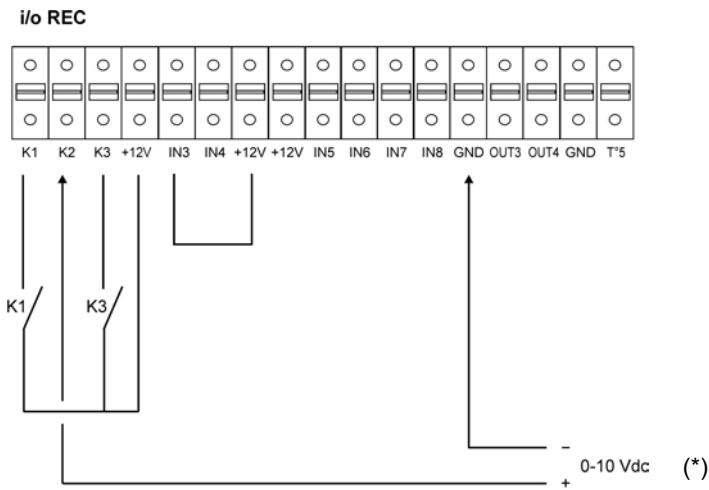 i/o REC
K1 K2 K3 +12V IN3 IN4 +12V +12V IN5 IN6 IN7 IN8 GND OUT3 OUT4 GND T°5
K1 K3
−
0-10 Vdc (*)
+